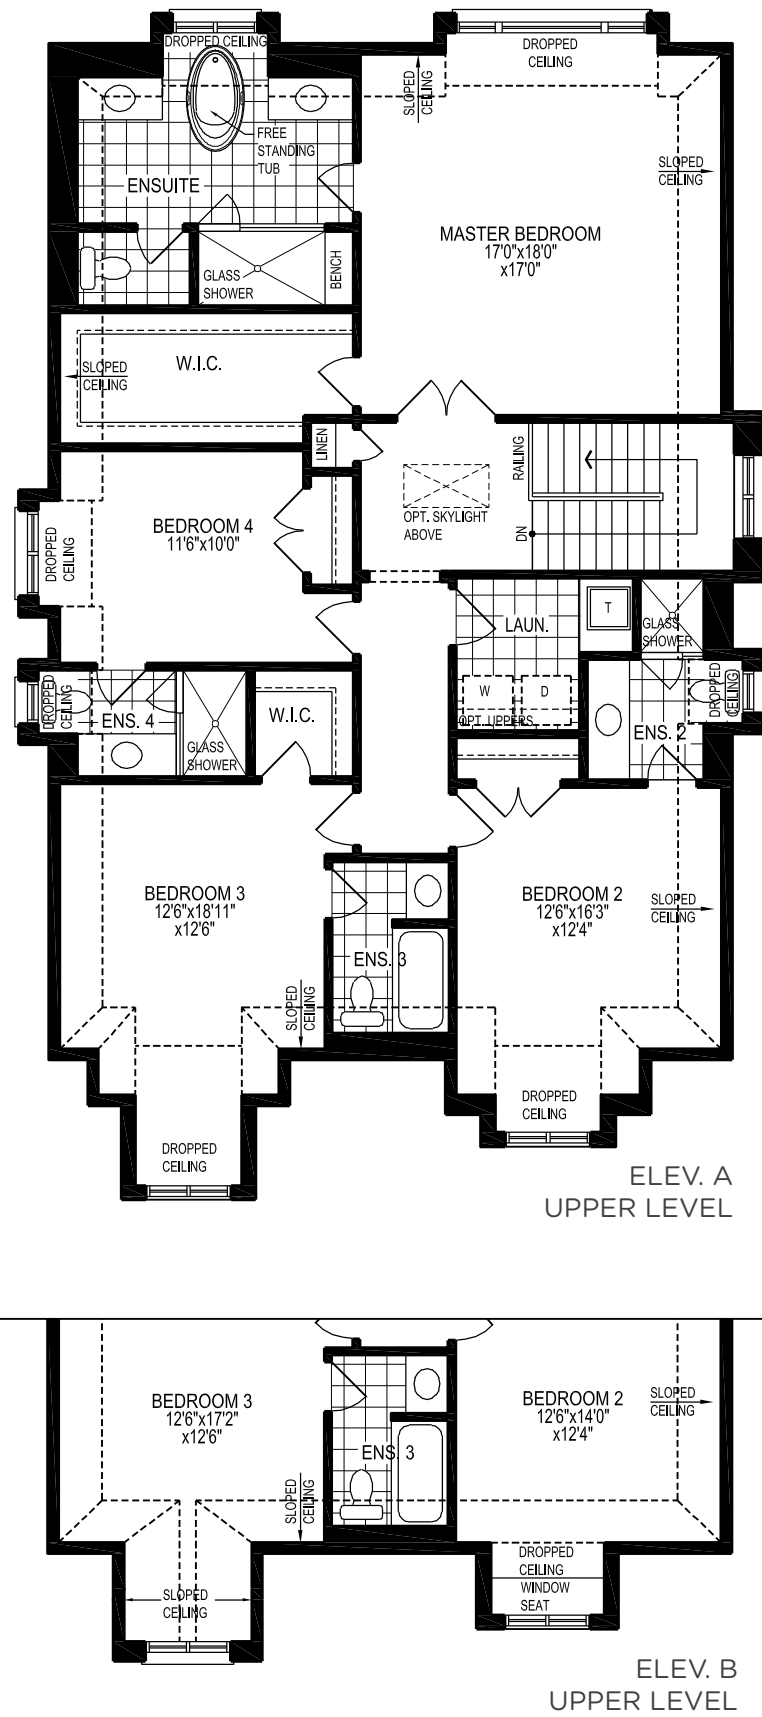 DROPPED CEILING
DROPPED
CEILING
SLOPED
CEILING
FREE
STANDING
TUB
ENSUITE
SLOPED
CEILING
MASTER BEDROOM
17'0"x18'0"
x17'0"
GLASS
SHOWER
BENCH
W.I.C.
SLOPED
CEILING
LINEN
RAILING
BEDROOM 4
11'6"x10'0"
OPT. SKYLIGHT
ABOVE
DN
DROPPED
CEILING
LAUN.
T
GLASS
SHOWER
W
D
OPT. UPPERS
DROPPED
CEILING
ENS. 4
GLASS
SHOWER
W.I.C.
ENS. 2
DROPPED
CEILING
BEDROOM 3
12'6"x18'11"
x12'6"
BEDROOM 2
12'6"x16'3"
x12'4"
SLOPED
CEILING
ENS. 3
SLOPED
CEILING
DROPPED
CEILING
DROPPED
CEILING
ELEV. A
UPPER LEVEL
BEDROOM 3
12'6"x17'2"
x12'6"
BEDROOM 2
12'6"x14'0"
x12'4"
SLOPED
CEILING
ENS. 3
SLOPED
CEILING
DROPPED
CEILING
WINDOW
SEAT
SLOPED
CEILING
ELEV. B
UPPER LEVEL